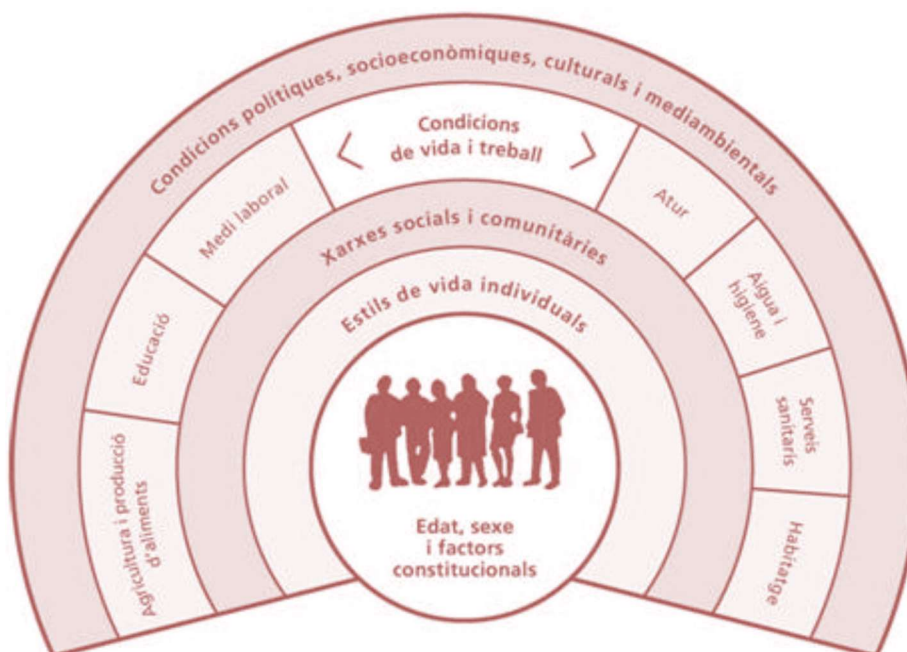 Condicions polítiques, socioeconòmiques, culturals i mediambientals
Condicions
de vida i treball
Medi laboral
Educació
Agricultura i producció
d'aliments
Atur
Aigua i
higiene
Serveis
sanitaris
Habitatge
Xarxes socials i comunitàries
Estils de vida individuals
Edat, sexe
i factors
constitucionals